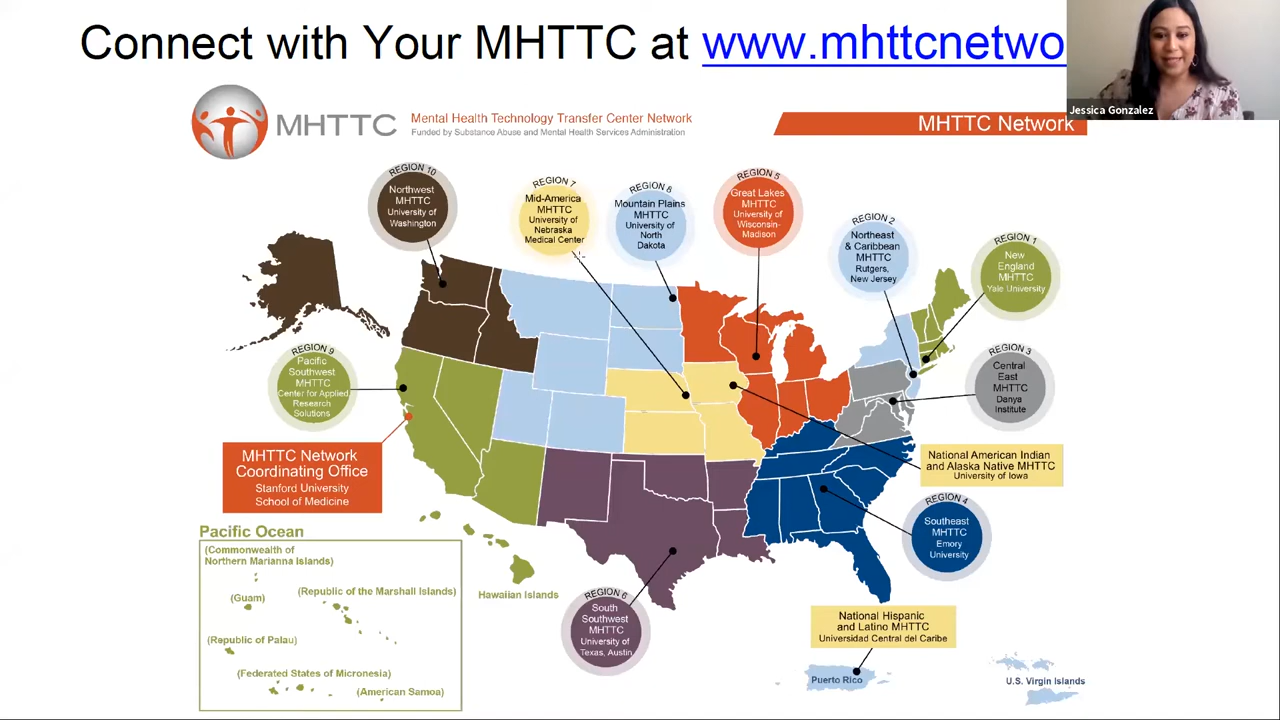 Connect with Your MHTTC at www.mhttcnetwo
Jessica Gonzalez
MHTTC
Mental Health Technology Transfer Center Network
Funded by Substance Abuse and Mental Health Services Administration
MHTTC Network
REGION 10
Northwest
MHTTC
University of
Washington
REGION 7
Mid-America
MHTTC
University of
Nebraska
Medical Center
REGION 8
Mountain Plains
MHTTC
University of
North
Dakota
REGION 5
Great Lakes
MHTTC
University of
Wisconsin-
Madison
REGION 2
Northeast
& Caribbean
MHTTC
Rutgers,
New Jersey
REGION 1
New
England
MHTTC
Yale University
REGION 9
Pacific
Southwest
MHTTC
Center for Applied
Research
Solutions
REGION 3
Central
East
MHTTC
Danya
Institute
MHTTC Network
Coordinating Office
Stanford University
School of Medicine
National American Indian
and Alaska Native MHTTC
University of Iowa
REGION 4
Southeast
MHTTC
Emory
University
Pacific Ocean
(Commonwealth of
Northern Marianna Islands)
(Guam)
(Republic of the Marshall Islands)
(Republic of Palau)
(Federated States of Micronesia)
(American Samoa)
Hawaiian Islands
REGION 6
South
Southwest
MHTTC
University of
Texas, Austin
National Hispanic
and Latino MHTTC
Universidad Central del Caribe
Puerto Rico
U.S. Virgin Islands